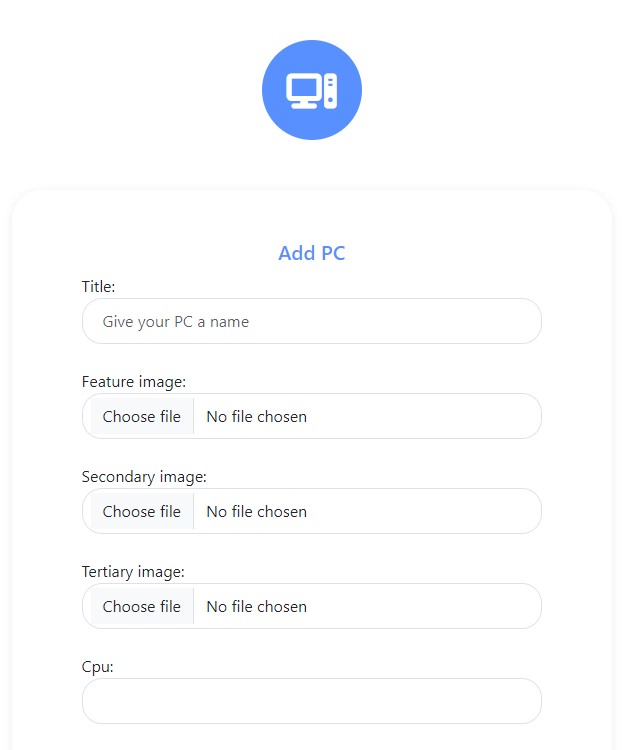 Add PC
Title:
Give your PC a name
Feature image:
Choose file No file chosen
Secondary image:
Choose file No file chosen
Tertiary image:
Choose file No file chosen
Cpu: